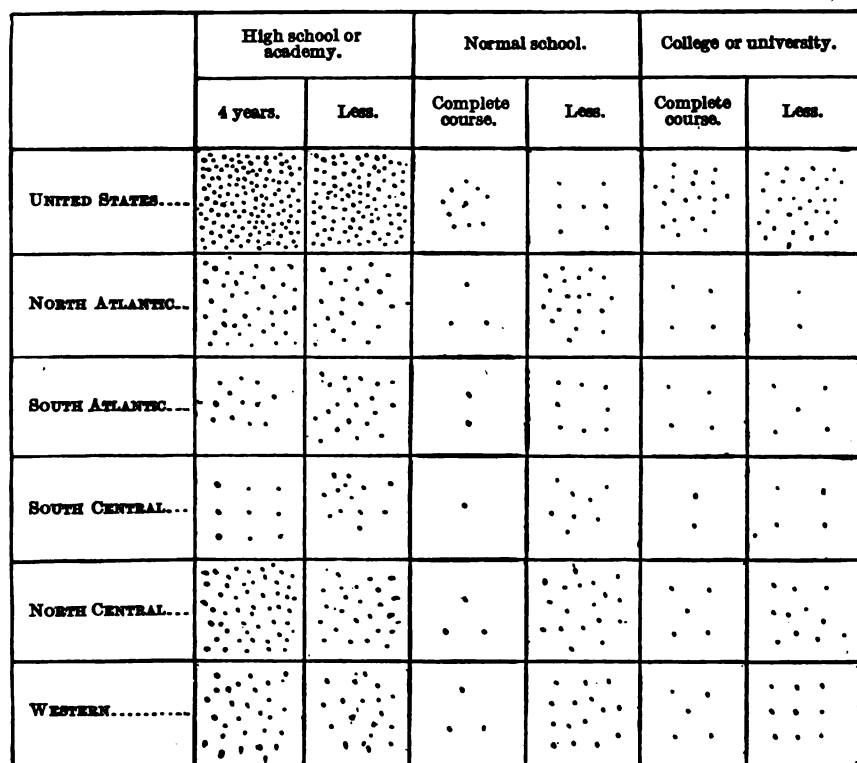 High school or
academy.
Normal school.
College or university.
4 years.
Less.
Complete
course.
Less.
Complete
course.
Less.
UNITED STATES....
NORTH ATLANTIC...
SOUTH ATLANTIC...
SOUTH CENTRAL...
NORTH CENTRAL....
WESTERN..........